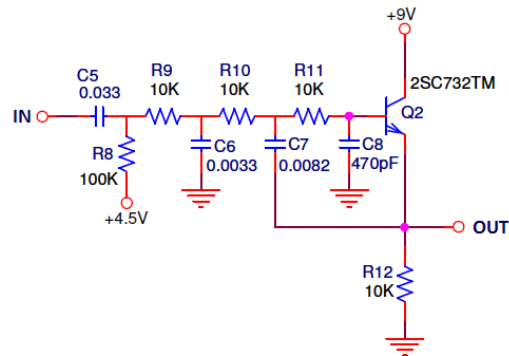 +9V
C5
0.033
R9
10K
R10
10K
R11
10K
2SC732TM
Q2
IN
R8
100K
C6
0.0033
C7
0.0082
C8
470pF
+4.5V
OUT
R12
10K